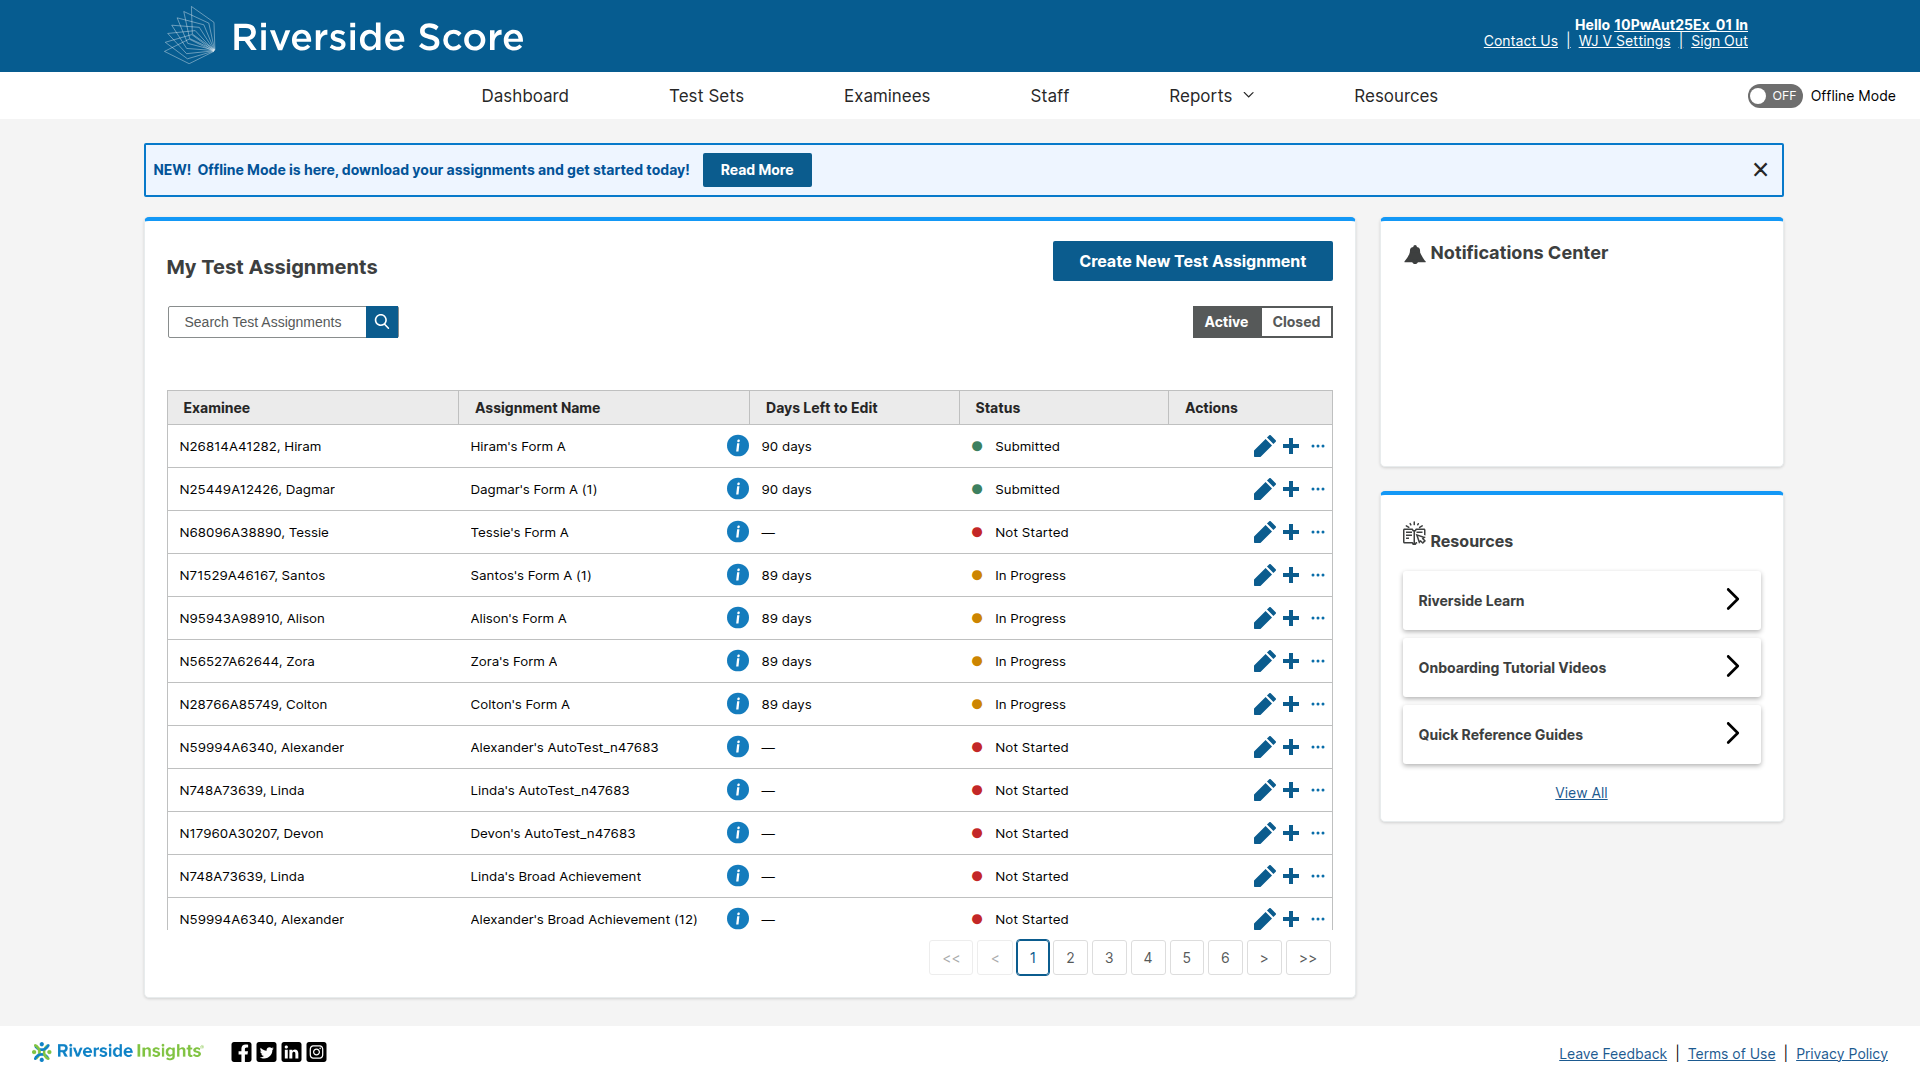 Riverside Score
Hello 10PwAut25Ex_01 In
Contact Us | WJ V Settings | Sign Out
Dashboard Test Sets Examinees Staff Reports Resources OFF Offline Mode
NEW! Offline Mode is here, download your assignments and get started today! Read More
My Test Assignments
Create New Test Assignment
Search Test Assignments
Active Closed
Examinee Assignment Name Days Left to Edit Status Actions
N26814A41282, Hiram Hiram's Form A i 90 days Submitted
N25449A12426, Dagmar Dagmar's Form A (1) i 90 days Submitted
N68096A38890, Tessie Tessie's Form A i — Not Started
N71529A46167, Santos Santos's Form A (1) i 89 days In Progress
N95943A98910, Alison Alison's Form A i 89 days In Progress
N56527A62644, Zora Zora's Form A i 89 days In Progress
N28766A85749, Colton Colton's Form A i 89 days In Progress
N59994A6340, Alexander Alexander's AutoTest_n47683 i — Not Started
N748A73639, Linda Linda's AutoTest_n47683 i — Not Started
N17960A30207, Devon Devon's AutoTest_n47683 i — Not Started
N748A73639, Linda Linda's Broad Achievement i — Not Started
N59994A6340, Alexander Alexander's Broad Achievement (12) i — Not Started
<< < 1 2 3 4 5 6 > >>
Notifications Center
Resources
Riverside Learn
Onboarding Tutorial Videos
Quick Reference Guides
View All
Riverside Insights
Leave Feedback | Terms of Use | Privacy Policy